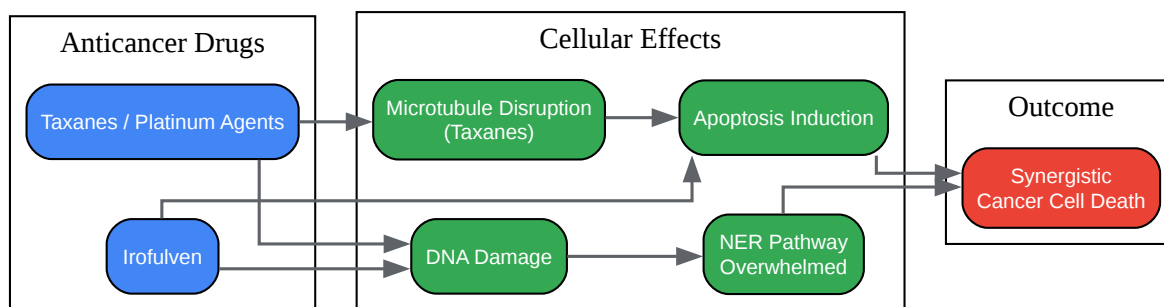 Anticancer Drugs
Taxanes / Platinum Agents
Irofulven
Cellular Effects
Microtubule Disruption
(Taxanes)
Apoptosis Induction
DNA Damage
NER Pathway
Overwhelmed
Outcome
Synergistic
Cancer Cell Death